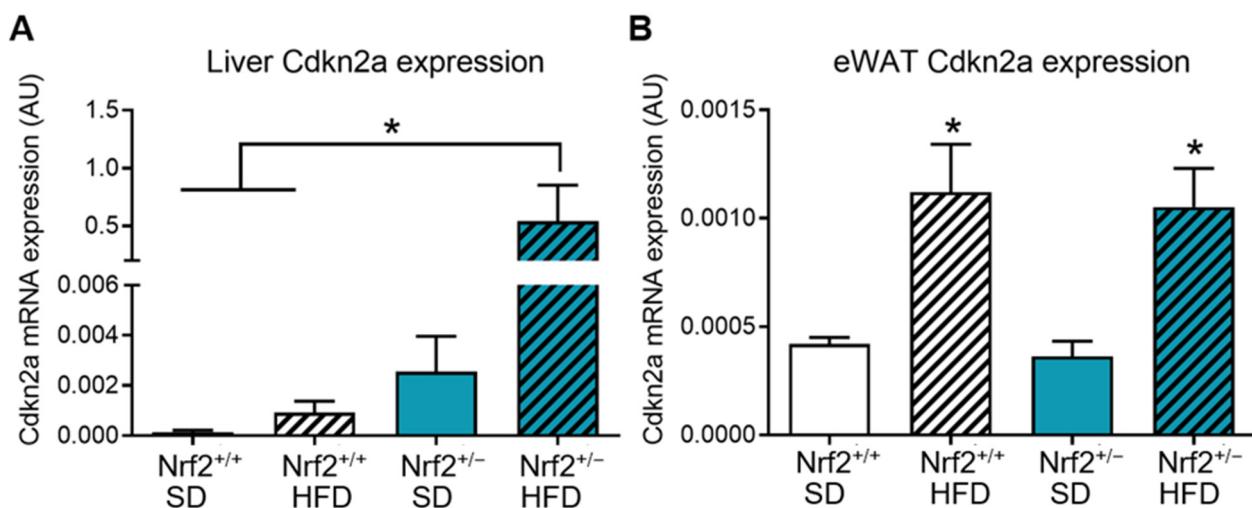 A
Liver Cdkn2a expression
Cdkn2a mRNA expression (AU)
1.5
1.0
0.5
0.006
0.004
0.002
0.000
*
Nrf2+/+ SD
Nrf2+/+ HFD
Nrf2+/− SD
Nrf2+/− HFD
B
eWAT Cdkn2a expression
Cdkn2a mRNA expression (AU)
0.0015
0.0010
0.0005
0.0000
*
*
Nrf2+/+ SD
Nrf2+/+ HFD
Nrf2+/− SD
Nrf2+/− HFD